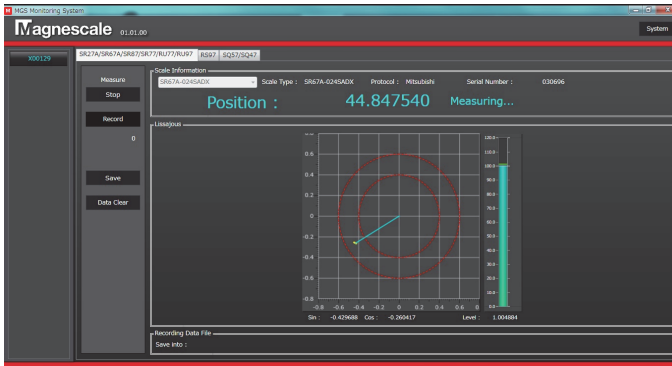 MGS Monitoring System
Magnescale 01.01.00
System
X00129
SR27A/SR67A/SR87/SR77/RU77/RU97 RS97 SQ57/SQ47
Measure
Stop
Record
0
Save
Data Clear
Scale Information
SR67A-024SADX Scale Type : SR67A-024SADX Protocol : Mitsubishi Serial Number : 030696
Position : 44.847540 Measuring...
Lissajous
0.6
0.4
0.2
0
-0.2
-0.4
-0.6
-0.8
-0.8 -0.6 -0.4 -0.2 0 0.2 0.4 0.6
120.0
110.0
100.0
90.0
80.0
70.0
60.0
50.0
40.0
30.0
20.0
10.0
0.0
Sin : -0.429688 Cos : -0.260417 Level : 1.004884
Recording Data File
Save into :